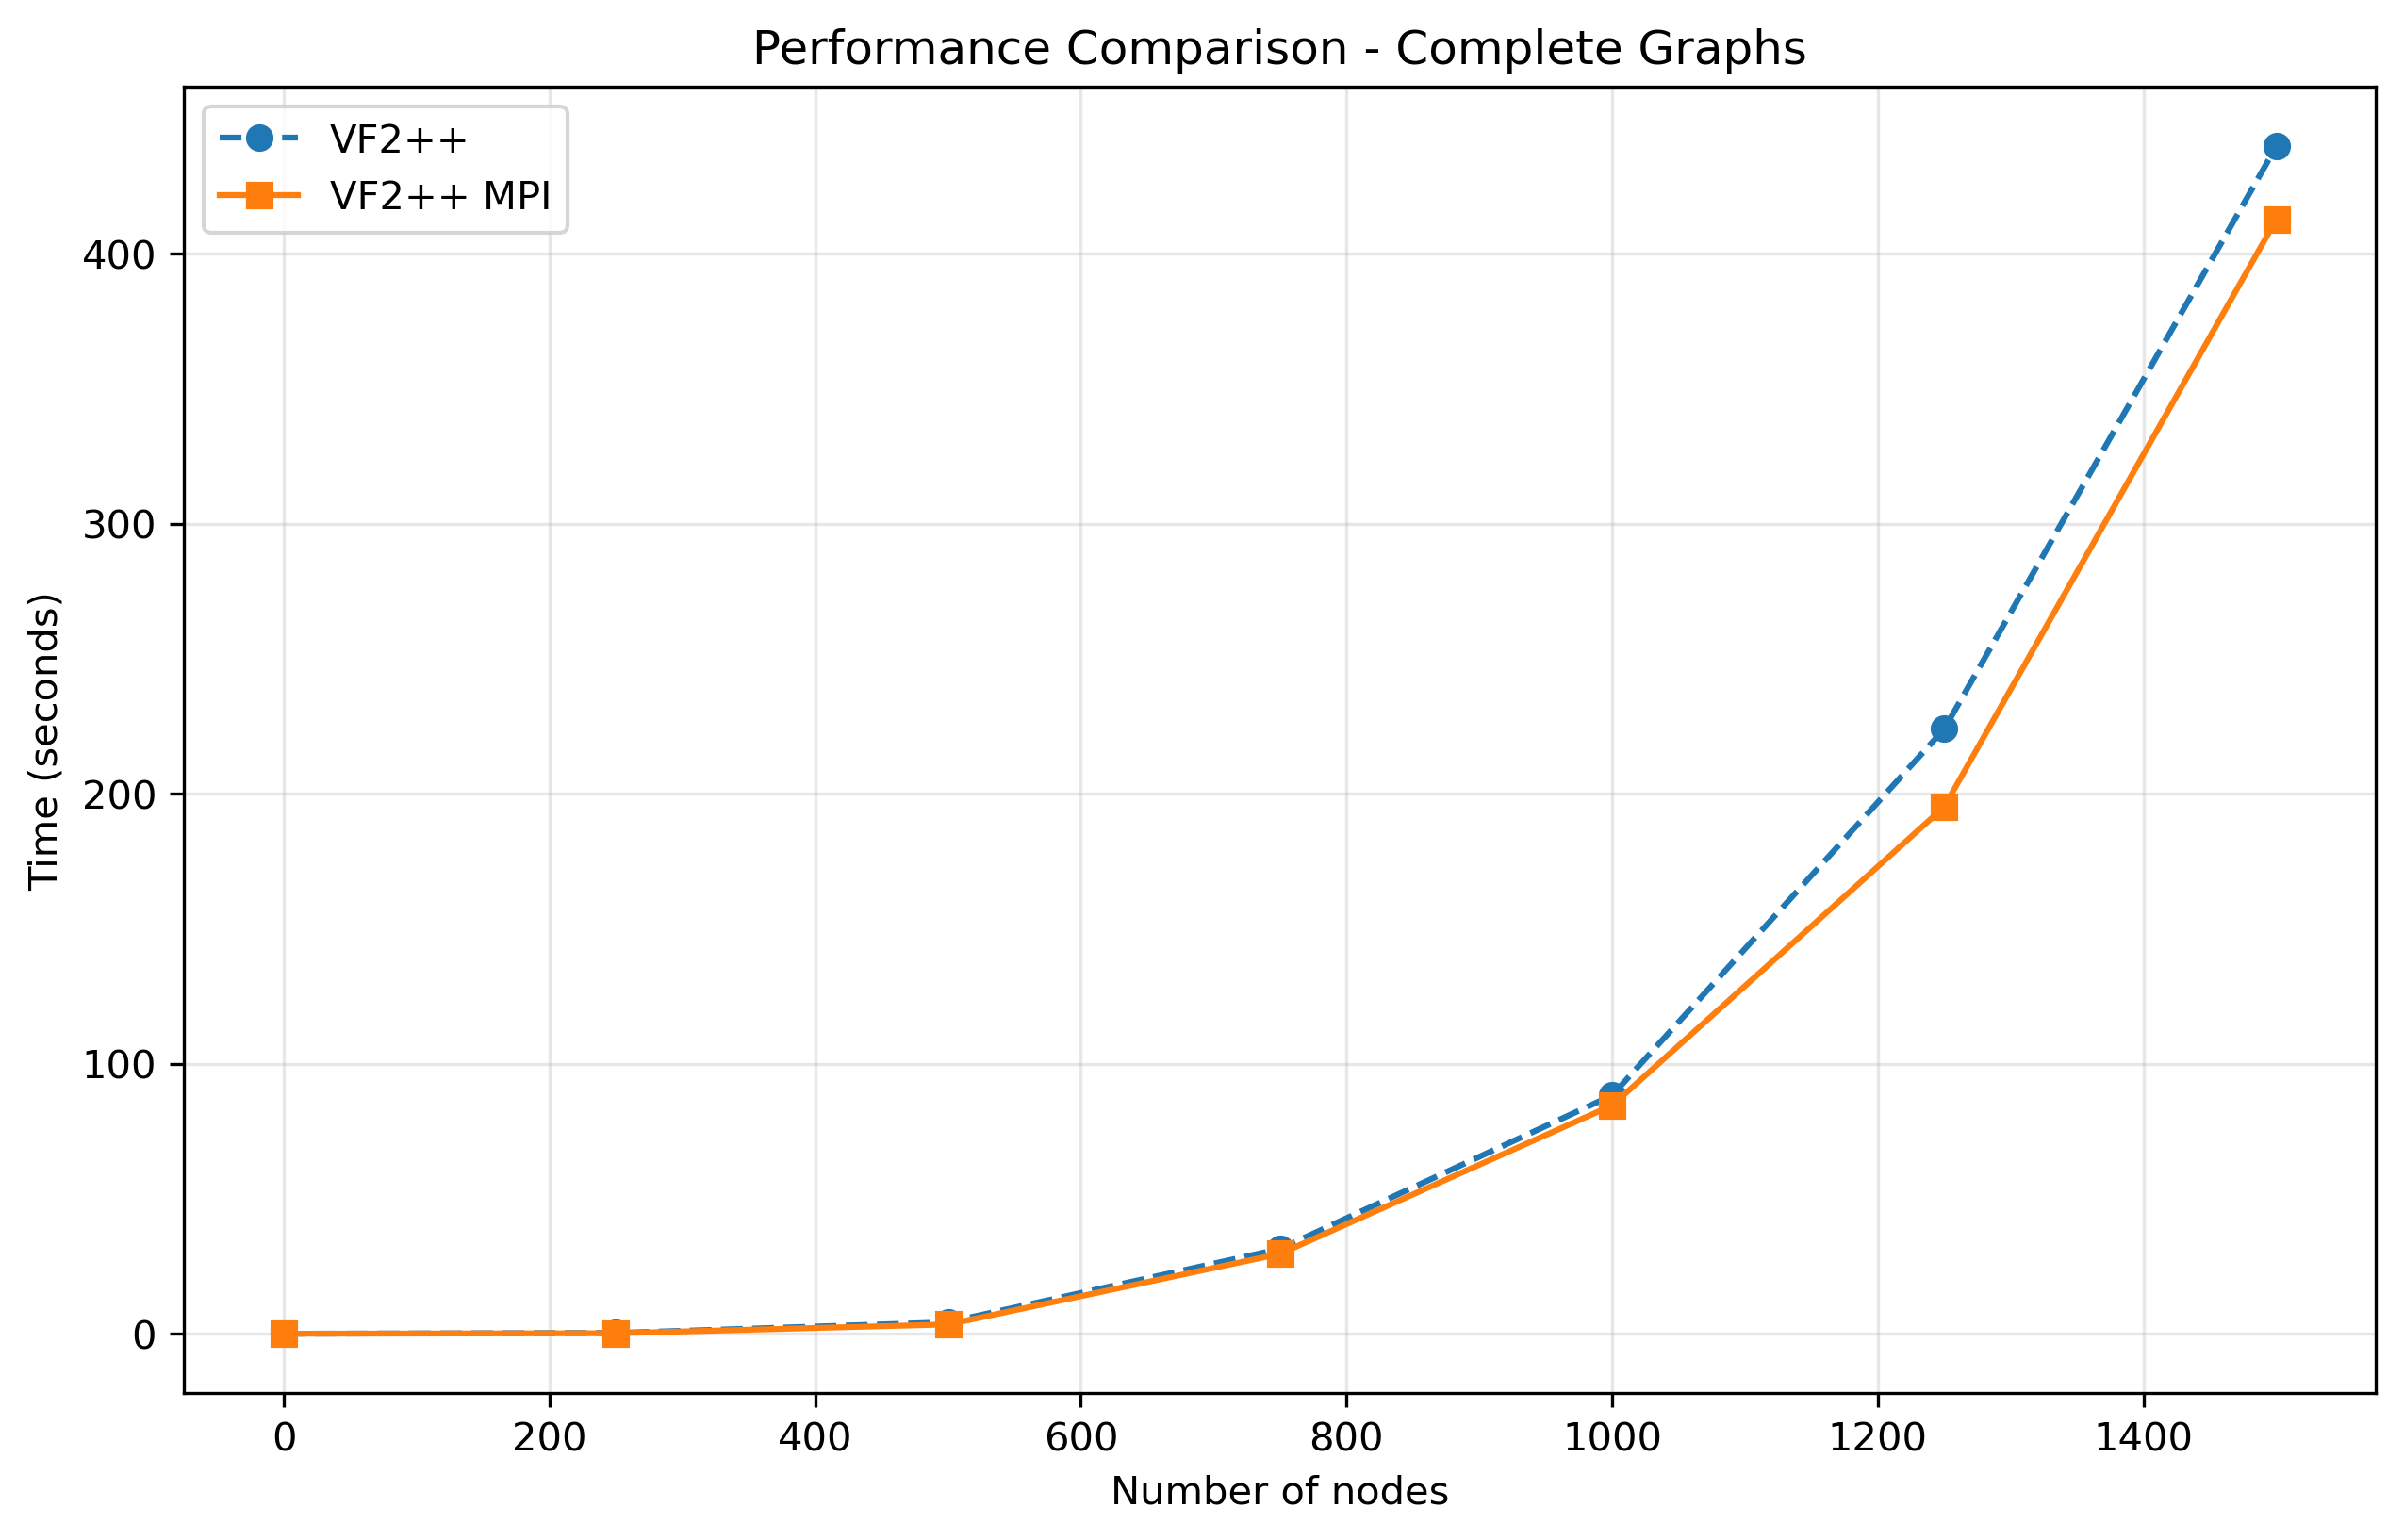 Performance Comparison - Complete Graphs
VF2++
VF2++ MPI
400
300
200
100
0
Time (seconds)
0 200 400 600 800 1000 1200 1400
Number of nodes